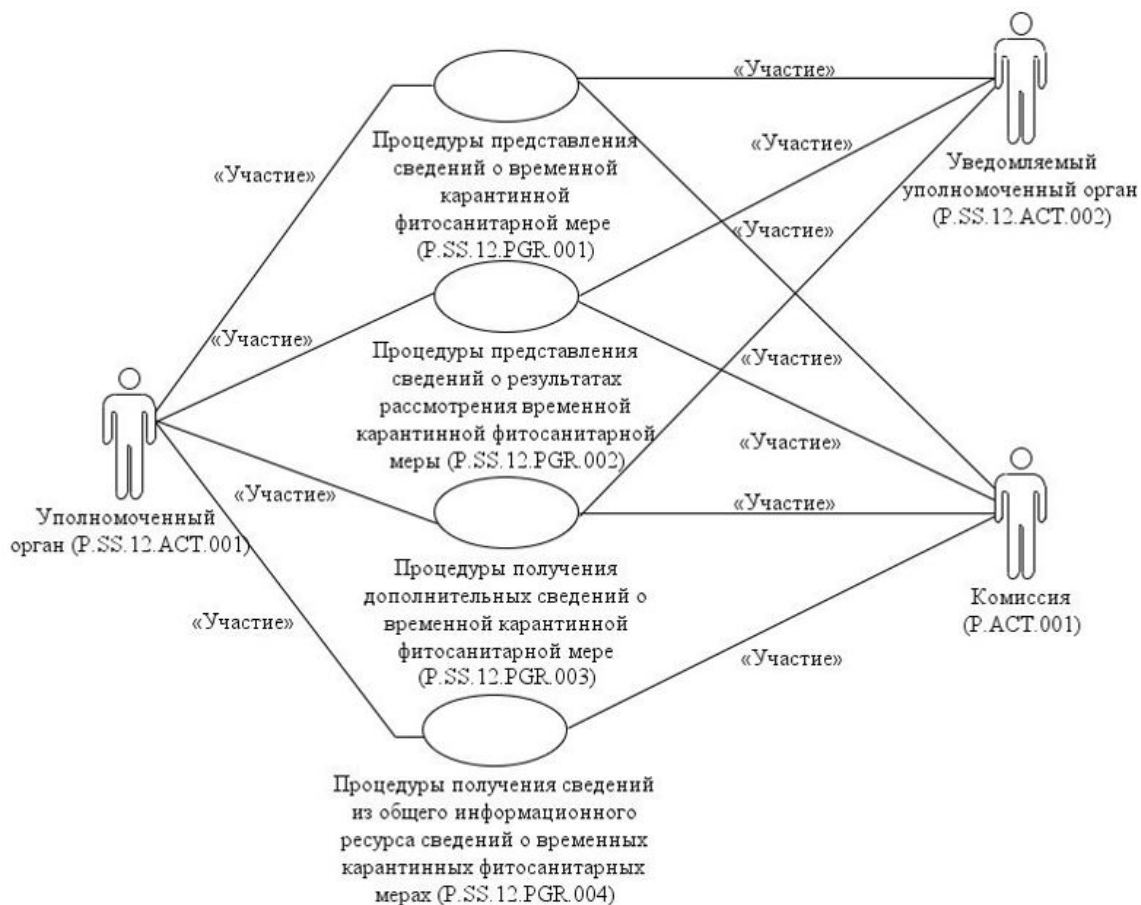 «Участие»
«Участие»
Процедуры представления
сведений о временной
карантинной
фитосанитарной мере
(P.SS.12.PGR.001)
Уведомляемый
уполномоченный орган
(P.SS.12.ACT.002)
«Участие»
«Участие»
«Участие»
Процедуры представления
сведений о результатах
рассмотрения временной
карантинной фитосанитарной
меры (P.SS.12.PGR.002)
«Участие»
«Участие»
«Участие»
«Участие»
Уполномоченный
орган (P.SS.12.ACT.001)
Процедуры получения
дополнительных сведений о
временной карантинной
фитосанитарной мере
(P.SS.12.PGR.003)
Комиссия
(P.ACT.001)
«Участие»
«Участие»
Процедуры получения сведений
из общего информационного
ресурса сведений о временных
карантинных фитосанитарных
мерах (P.SS.12.PGR.004)